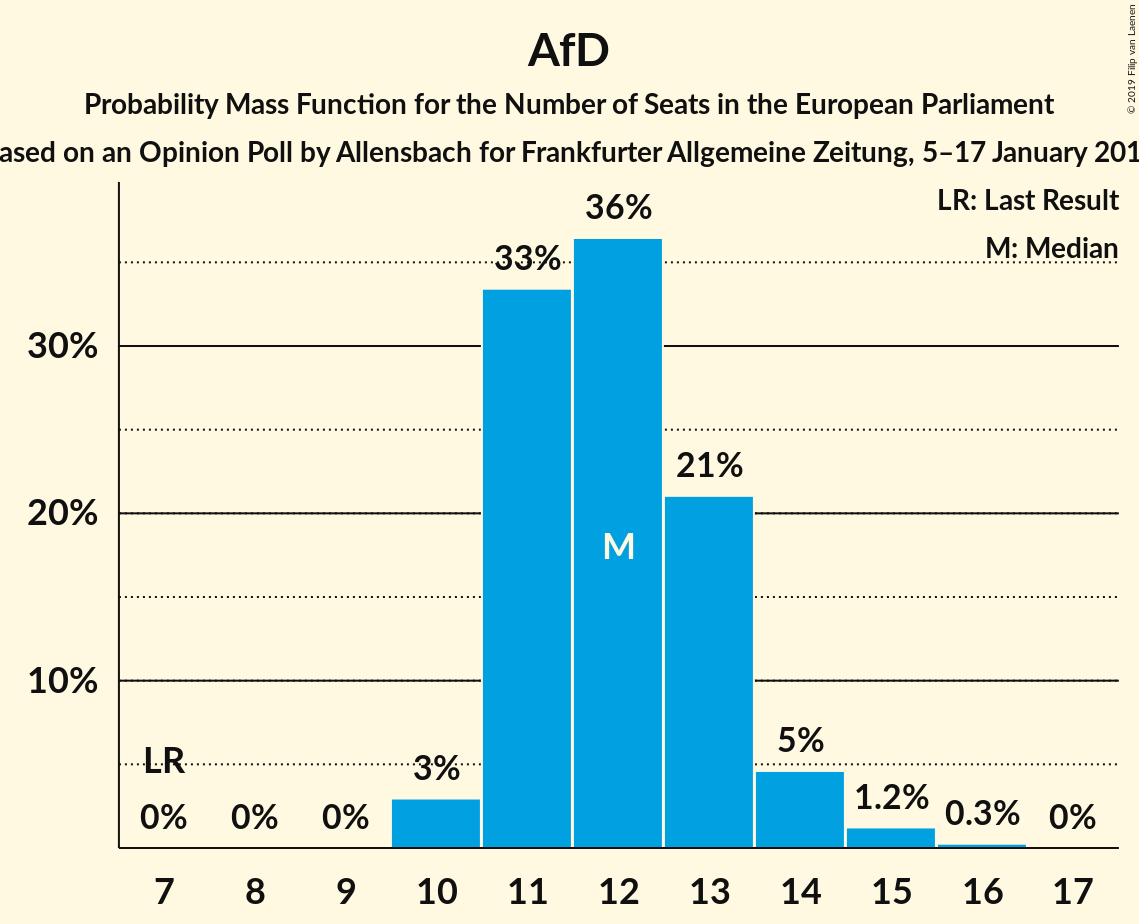 AfD
Probability Mass Function for the Number of Seats in the European Parliament
ased on an Opinion Poll by Allensbach for Frankfurter Allgemeine Zeitung, 5–17 January 201
© 2019 Filip van Laenen
LR: Last Result
M: Median
30%
20%
10%
LR
0%
0%
0%
3%
33%
36%
M
21%
5%
1.2%
0.3%
0%
7 8 9 10 11 12 13 14 15 16 17